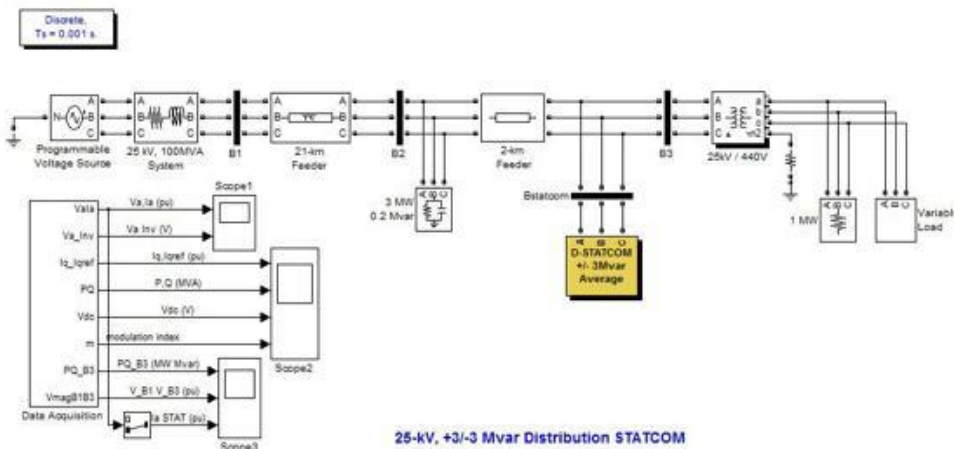 Discrete,
Ts = 0.001 s.
N
A
B
C
Programmable
Voltage Source
A A
B B
C C
25 kV, 100MVA
System
B1
A A
B B
C C
21-km
Feeder
B2
A B C
3 MW
0.2 Mvar
2-km
Feeder
Bstatcom
A B C
D-STATCOM
+/- 3Mvar
Average
B3
A
B
C
a
b
c
n2
25kV / 440V
A B C
1 MW
A B C
Variable
Load
VaIa
Va_Inv
Iq_Iqref
PQ
Vdc
m
PQ_B3
VmagB1B3
Data Acquisition
Va,Ia (pu)
Va Inv (V)
Iq,Iqref (pu)
P,Q (MVA)
Vdc (V)
modulation index
PQ_B3 (MW Mvar)
V_B1 V_B3 (pu)
Ia STAT (pu)
Scope1
Scope2
Scope3
25-kV, +3/-3 Mvar Distribution STATCOM